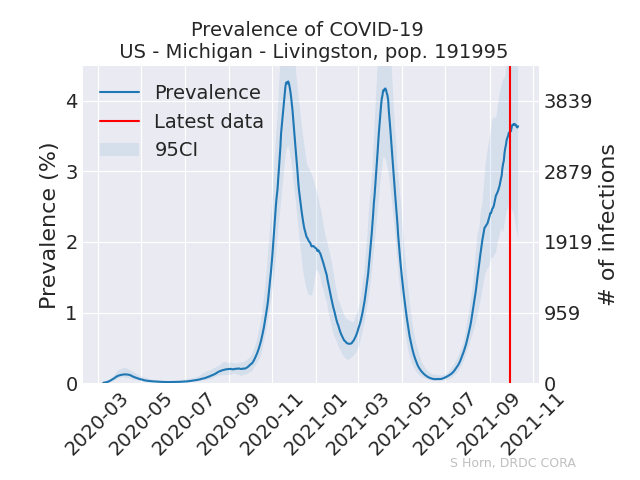 Prevalence of COVID-19
US - Michigan - Livingston, pop. 191995
Prevalence
Latest data
95CI
Prevalence (%)
4
3
2
1
0
3839
2879
1919
959
0
# of infections
2020-03
2020-05
2020-07
2020-09
2020-11
2021-01
2021-03
2021-05
2021-07
2021-09
2021-11
S Horn, DRDC CORA